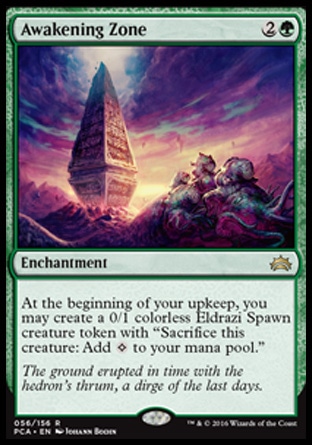 Awakening Zone 2
Enchantment
At the beginning of your upkeep, you
may create a 0/1 colorless Eldrazi Spawn
creature token with “Sacrifice this
creature: Add ◇ to your mana pool.”
The ground erupted in time with the
hedron’s thrum, a dirge of the last days.
056/156 R
PCA • EN Johann Bodin ™ & © 2016 Wizards of the Coast